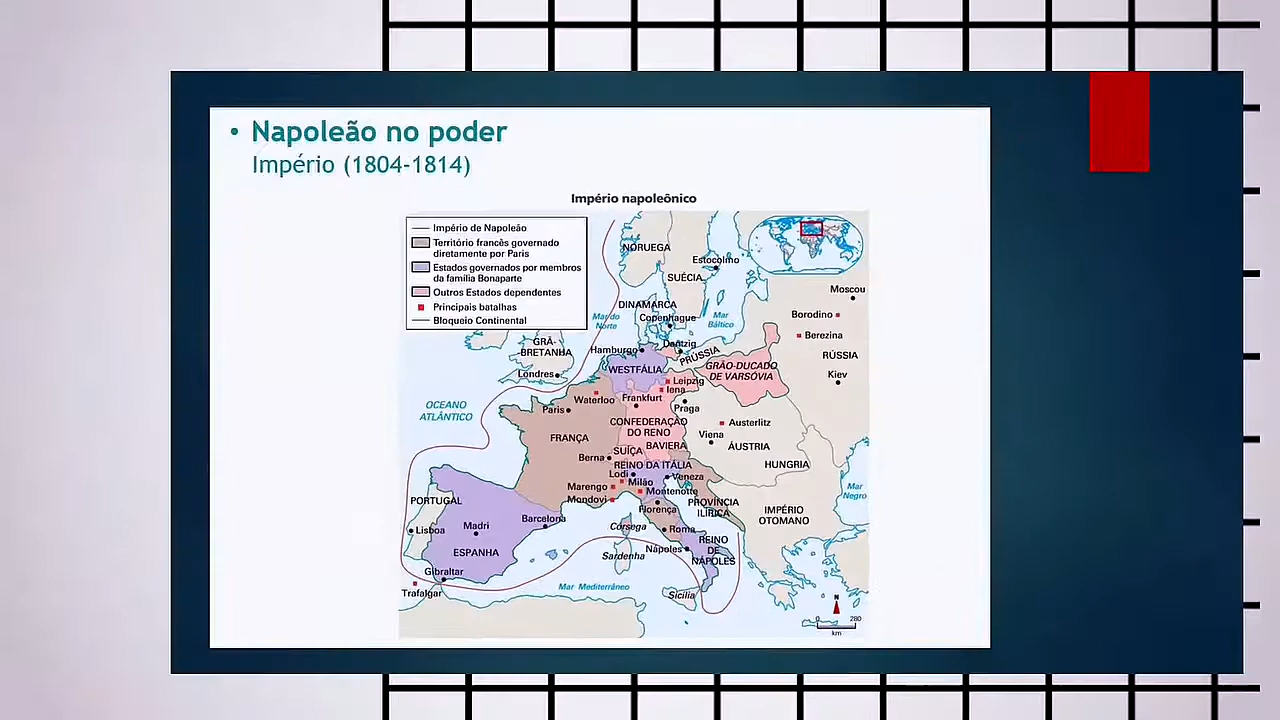 • Napoleão no poder
Império (1804-1814)
Império napoleônico
Império de Napoleão
Território francês governado
diretamente por Paris
Estados governados por membros
da família Bonaparte
Outros Estados dependentes
Principais batalhas
Bloqueio Continental
NORUEGA
Estocolmo
SUÉCIA
Moscou
DINAMARCA
Copenhague
Mar do
Norte
Mar
Báltico
Borodino
Berezina
GRÃ-
BRETANHA
Hamburgo
Dantzig
PRÚSSIA
RÚSSIA
Londres
WESTFÁLIA
GRÃO-DUCADO
DE VARSÓVIA
Kiev
Leipzig
Iena
Waterloo
Frankfurt
Praga
OCEANO
ATLÂNTICO
Paris
CONFEDERAÇÃO
DO RENO
Austerlitz
Viena
FRANÇA
BAVIERA
ÁUSTRIA
SUÍÇA
Berna
REINO DA ITÁLIA
HUNGRIA
Lodi
Veneza
Milão
Marengo
Montenotte
Mondovi
Mar
Negro
PORTUGAL
PROVÍNCIA
ILÍRICA
Florença
IMPÉRIO
OTOMANO
Barcelona
Córsega
Roma
Lisboa
Madri
ESPANHA
REINO
DE
NÁPOLES
Nápoles
Sardenha
Gibraltar
Mar Mediterrâneo
Trafalgar
Sicília
N
0 280
km